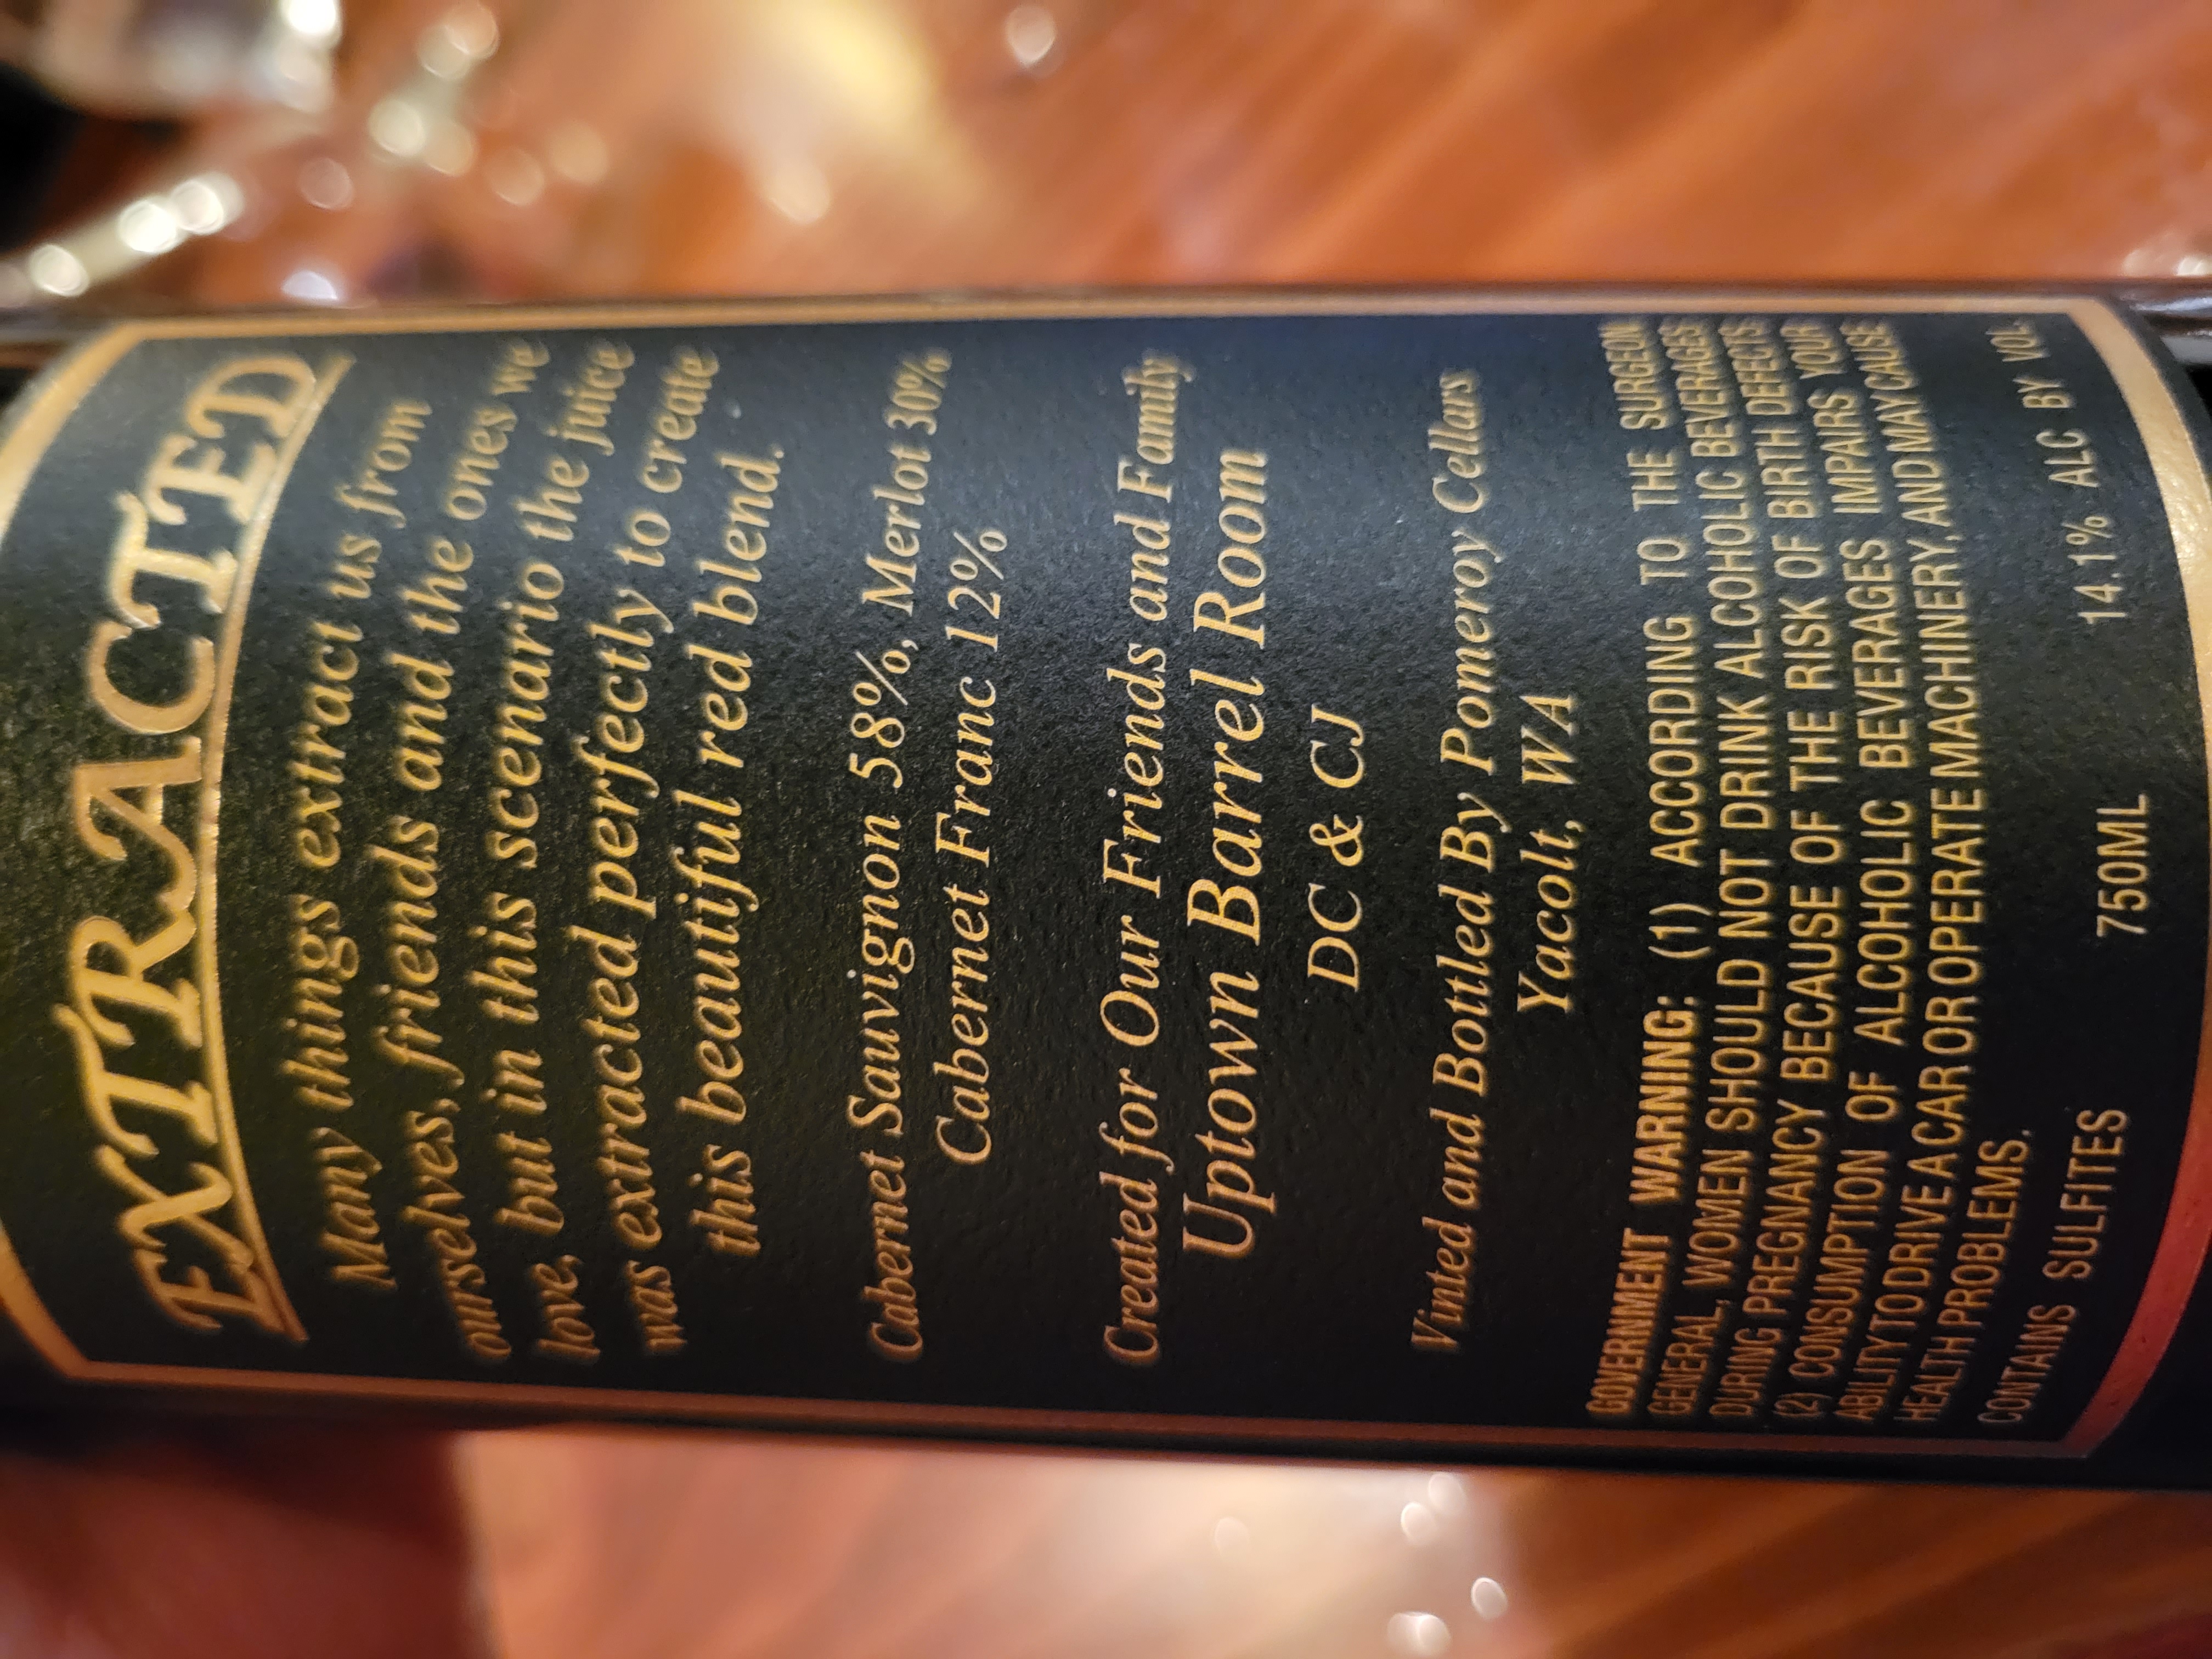 EXTRACTED
Many things extract us from
ourselves, friends and the ones we
love, but in this scenario the juice
was extracted perfectly to create
this beautiful red blend.
Cabernet Sauvignon 58%, Merlot 30%
Cabernet Franc 12%
Created for Our Friends and Family
Uptown Barrel Room
DC & CJ
Vinted and Bottled By Pomeroy Cellars
Yacolt, WA
GOVERNMENT WARNING: (1) ACCORDING TO THE SURGEON
GENERAL, WOMEN SHOULD NOT DRINK ALCOHOLIC BEVERAGES
DURING PREGNANCY BECAUSE OF THE RISK OF BIRTH DEFECTS
(2) CONSUMPTION OF ALCOHOLIC BEVERAGES IMPAIRS YOUR
ABILITY TO DRIVE A CAR OR OPERATE MACHINERY, AND MAY CAUSE
HEALTH PROBLEMS.
CONTAINS SULFITES 750ML 14.1% ALC BY VOL.